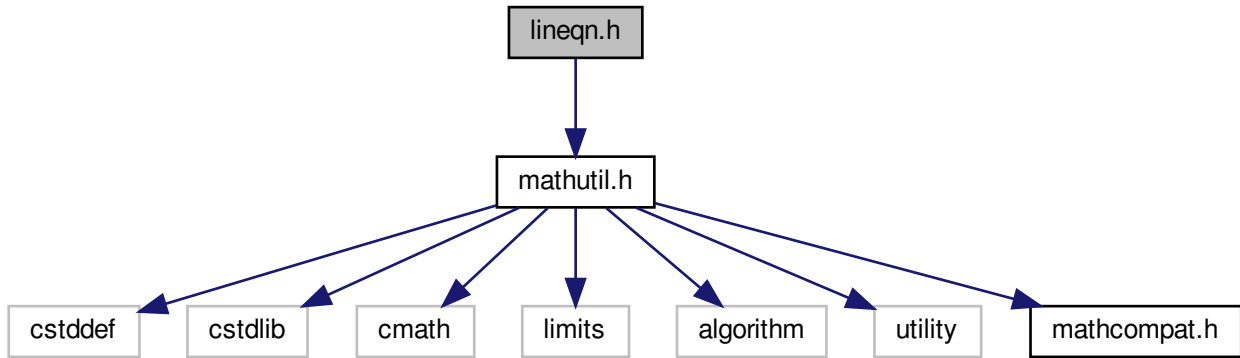 lineqn.h
mathutil.h
cstddef
cstdlib
cmath
limits
algorithm
utility
mathcompat.h